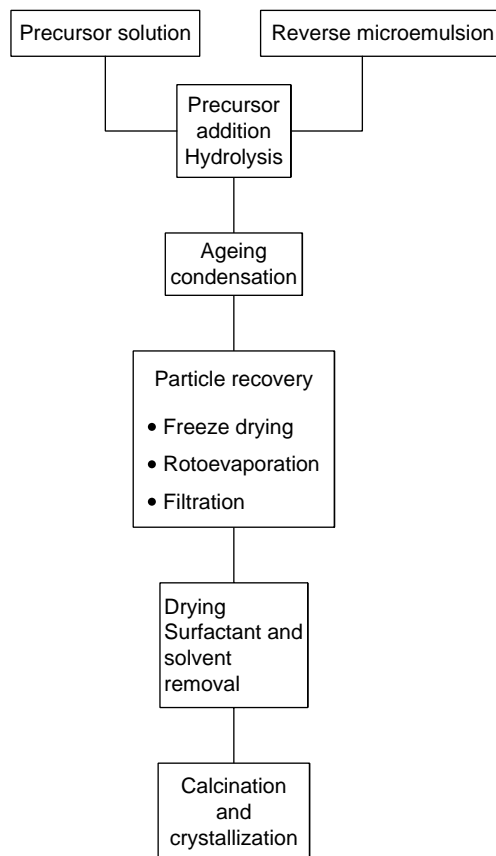 Precursor solution
Reverse microemulsion
Precursor
addition
Hydrolysis
Ageing
condensation
Particle recovery
• Freeze drying
• Rotoevaporation
• Filtration
Drying
Surfactant and
solvent
removal
Calcination
and
crystallization